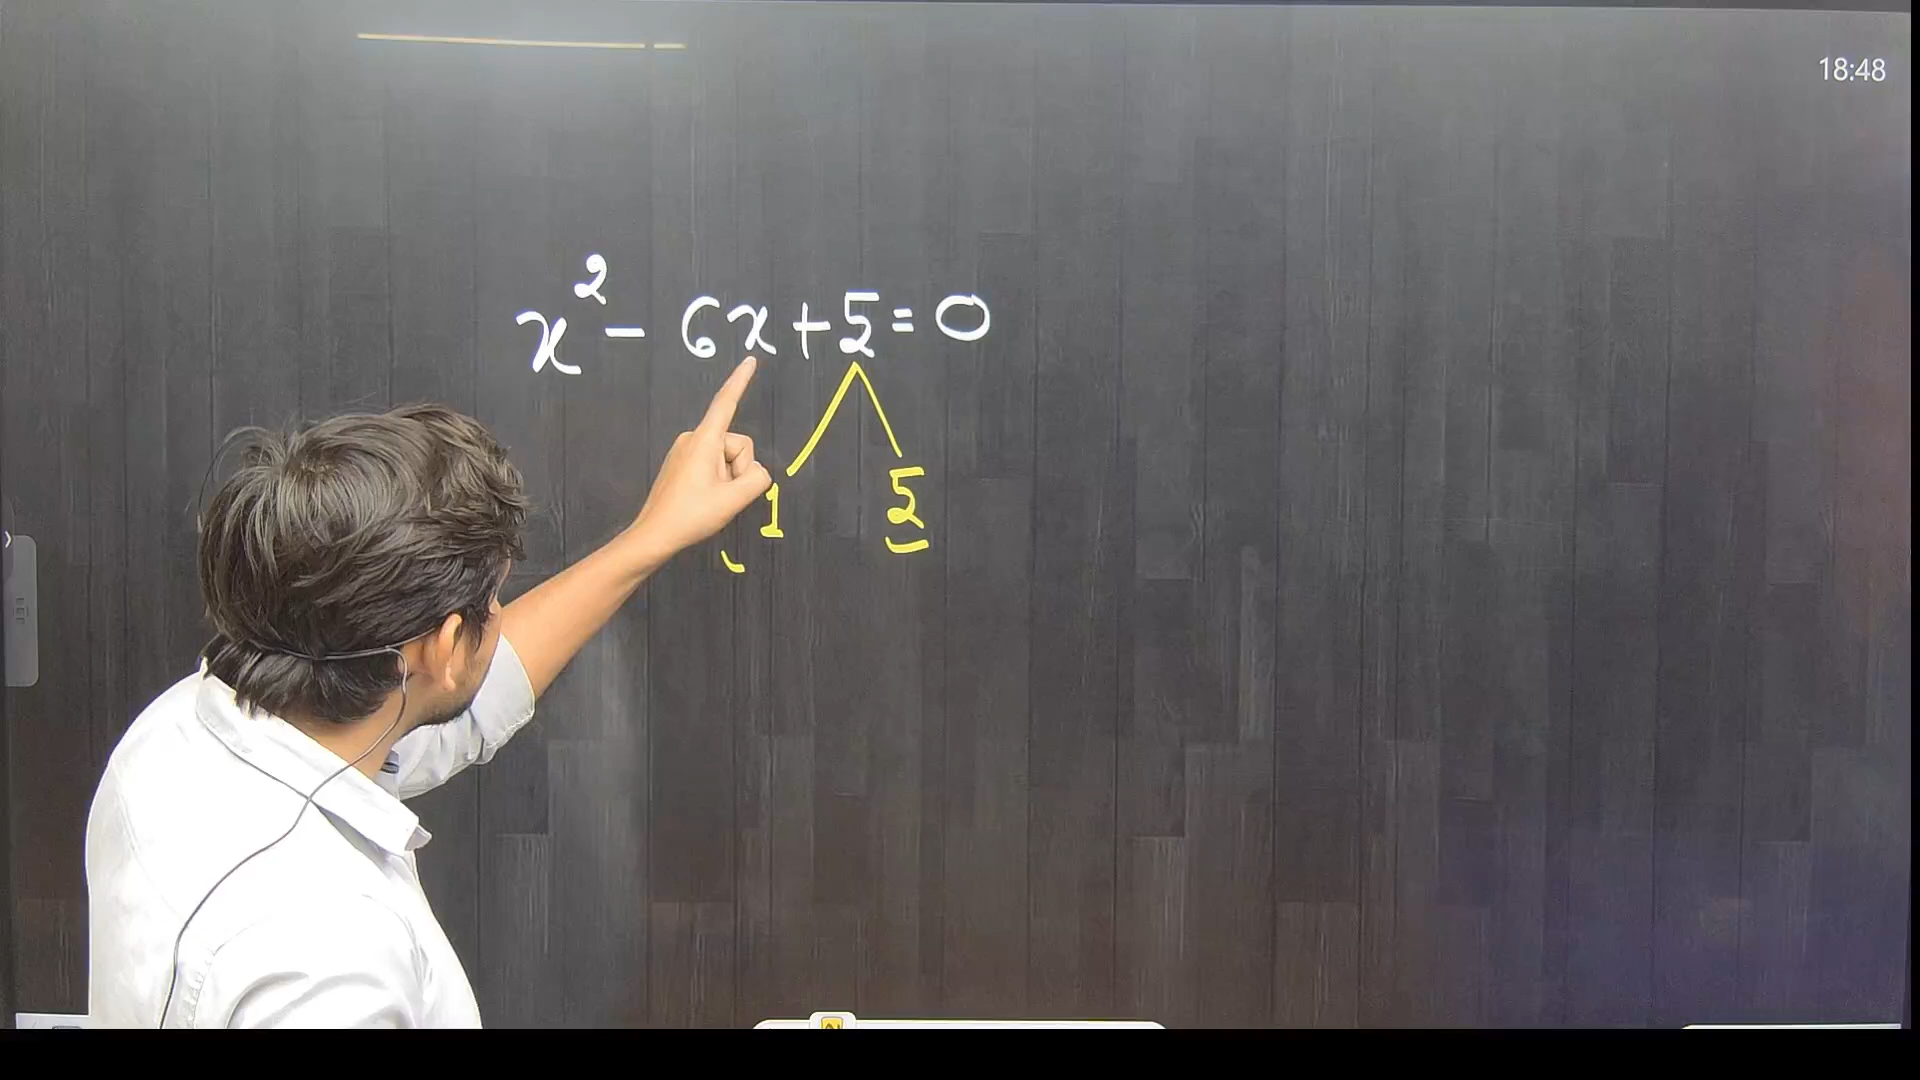 18:48
x² - 6x + 5 = 0
1 5